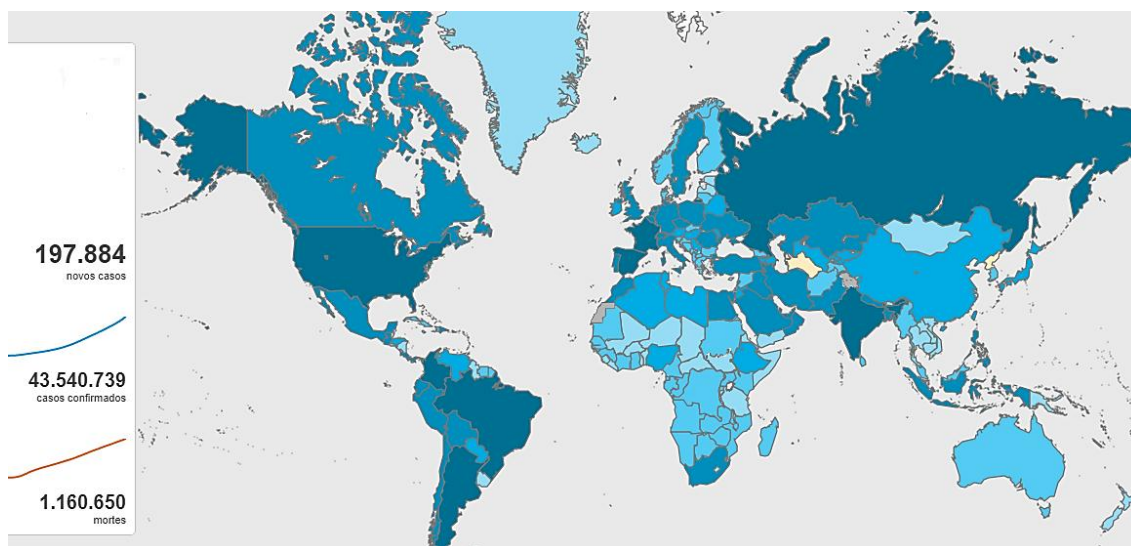 197.884
novos casos
43.540.739
casos confirmados
1.160.650
mortes